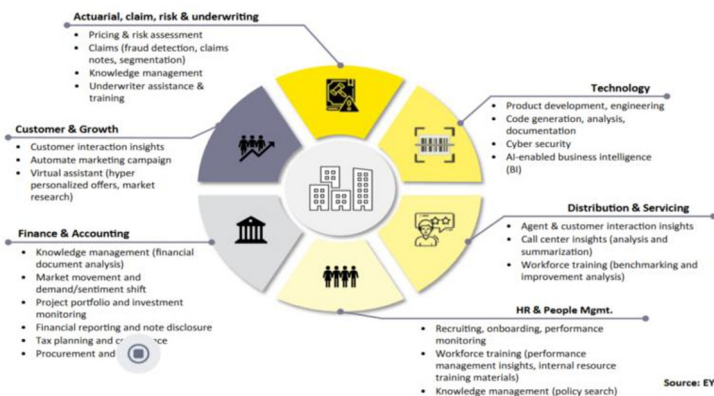 Actuarial, claim, risk & underwriting
• Pricing & risk assessment
• Claims (fraud detection, claims
notes, segmentation)
• Knowledge management
• Underwriter assistance &
training
Technology
• Product development, engineering
• Code generation, analysis,
documentation
• Cyber security
• AI-enabled business intelligence
(BI)
Customer & Growth
• Customer interaction insights
• Automate marketing campaign
• Virtual assistant (hyper
personalized offers, market
research)
Distribution & Servicing
• Agent & customer interaction insights
• Call center insights (analysis and
summarization)
• Workforce training (benchmarking and
improvement analysis)
Finance & Accounting
• Knowledge management (financial
document analysis)
• Market movement and
demand/sentiment shift
• Project portfolio and investment
monitoring
• Financial reporting and note disclosure
• Tax planning and
• Procurement and
HR & People Mgmt.
• Recruiting, onboarding, performance
monitoring
• Workforce training (performance
management insights, internal resource
training materials)
• Knowledge management (policy search)
Source: EY